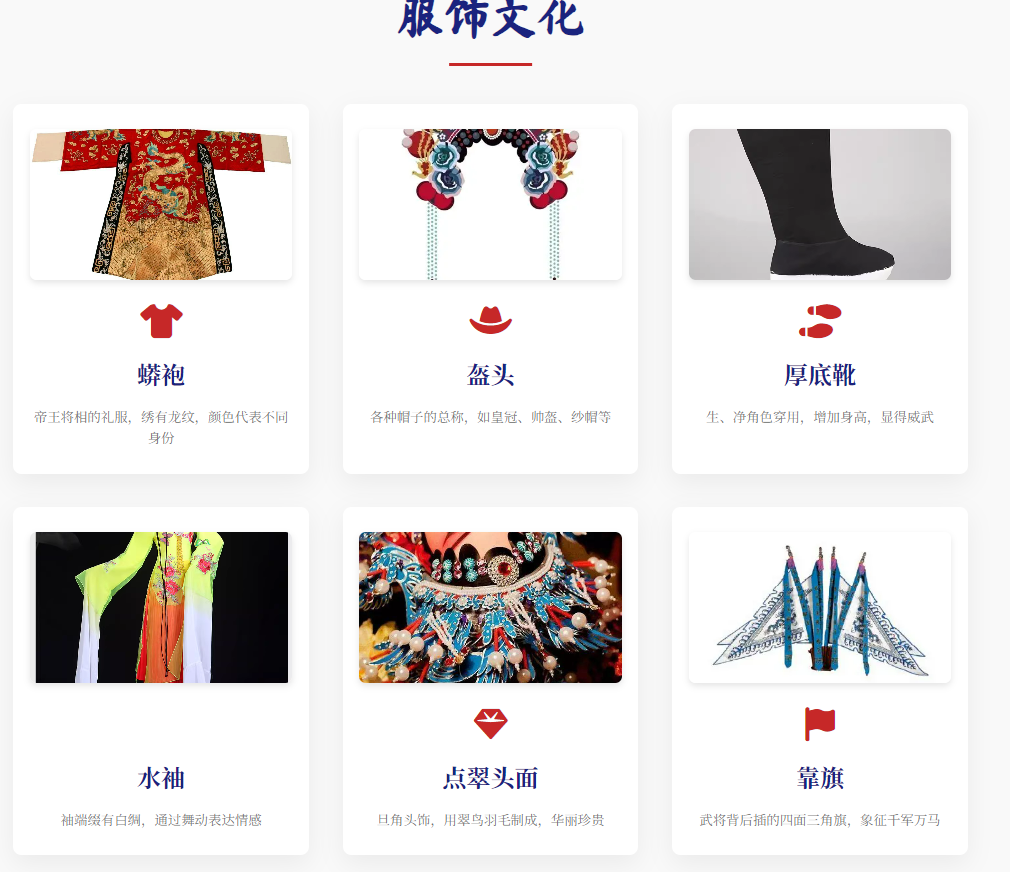 服饰文化
蟒袍
帝王将相的礼服，绣有龙纹，颜色代表不同
身份
盔头
各种帽子的总称，如皇冠、帅盔、纱帽等
厚底靴
生、净角色穿用，增加身高，显得威武
水袖
袖端缀有白绸，通过舞动表达情感
点翠头面
旦角头饰，用翠鸟羽毛制成，华丽珍贵
靠旗
武将背后插的四面三角旗，象征千军万马